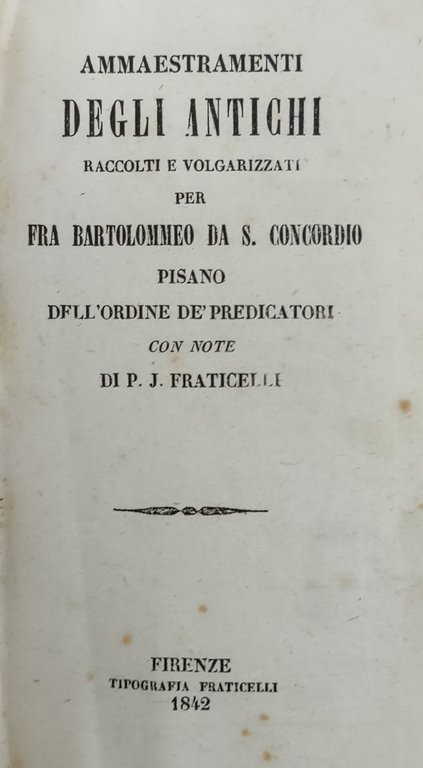 AMMAESTRAMENTI
DEGLI ANTICHI
RACCOLTI E VOLGARIZZATI
PER
FRA BARTOLOMMEO DA S. CONCORDIO
PISANO
DELL'ORDINE DE' PREDICATORI
CON NOTE
DI P. J. FRATICELLI
FIRENZE
TIPOGRAFIA FRATICELLI
1842